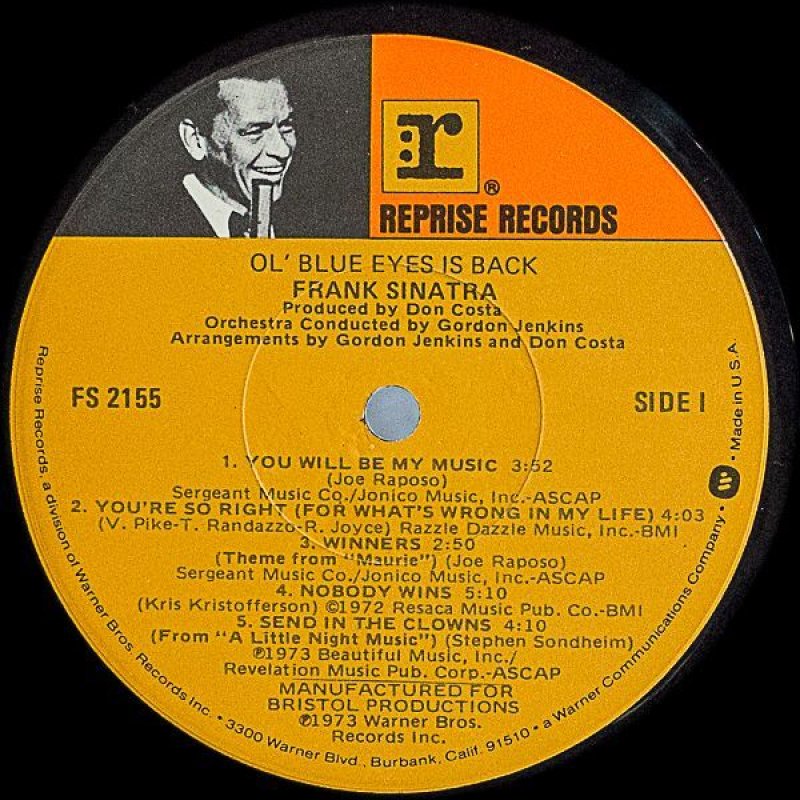 r
®
REPRISE RECORDS
OL' BLUE EYES IS BACK
FRANK SINATRA
Produced by Don Costa
Orchestra Conducted by Gordon Jenkins
Arrangements by Gordon Jenkins and Don Costa
FS 2155
SIDE I
1. YOU WILL BE MY MUSIC 3:52
(Joe Raposo)
Sergeant Music Co./Jonico Music, Inc.-ASCAP
2. YOU'RE SO RIGHT (FOR WHAT'S WRONG IN MY LIFE) 4:03
(V. Pike-T. Randazzo-R. Joyce) Razzle Dazzle Music, Inc.-BMI
3. WINNERS 2:50
(Theme from "Maurie") (Joe Raposo)
Sergeant Music Co./Jonico Music, Inc.-ASCAP
4. NOBODY WINS 5:10
(Kris Kristofferson) ©1972 Resaca Music Pub. Co.-BMI
5. SEND IN THE CLOWNS 4:10
(From "A Little Night Music") (Stephen Sondheim)
℗1973 Beautiful Music, Inc./
Revelation Music Pub. Corp.-ASCAP
MANUFACTURED FOR
BRISTOL PRODUCTIONS
℗1973 Warner Bros.
Records Inc.
Reprise Records, a division of Warner Bros. Records Inc. • 3300 Warner Blvd., Burbank, Calif. 91510 • a Warner Communications Company • Made in U.S.A.